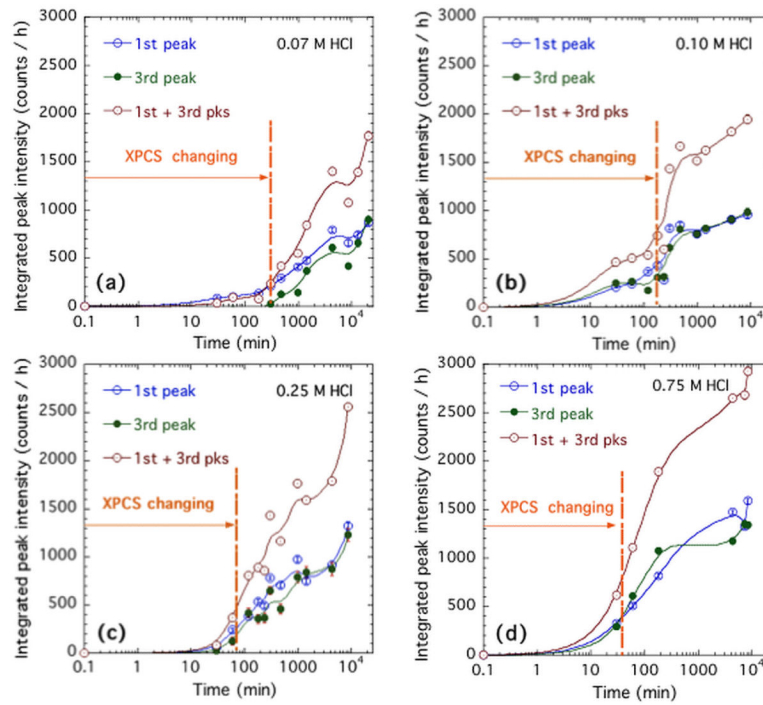 3000
2500
2000
1500
1000
500
0
Integrated peak intensity (counts / h)
1st peak
0.07 M HCl
3rd peak
1st + 3rd pks
XPCS changing
(a)
0.1 1 10 100 1000 10⁴
Time (min)
3000
2500
2000
1500
1000
500
0
Integrated peak intensity (counts / h)
1st peak
0.10 M HCl
3rd peak
1st + 3rd pks
XPCS changing
(b)
0.1 1 10 100 1000 10⁴
Time (min)
3000
2500
2000
1500
1000
500
0
Integrated peak intensity (counts / h)
0.25 M HCl
1st peak
3rd peak
1st + 3rd pks
XPCS changing
(c)
0.1 1 10 100 1000 10⁴
Time (min)
3000
2500
2000
1500
1000
500
0
Integrated peak intensity (counts / h)
0.75 M HCl
1st peak
3rd peak
1st + 3rd pks
XPCS changing
(d)
0.1 1 10 100 1000 10⁴
Time (min)